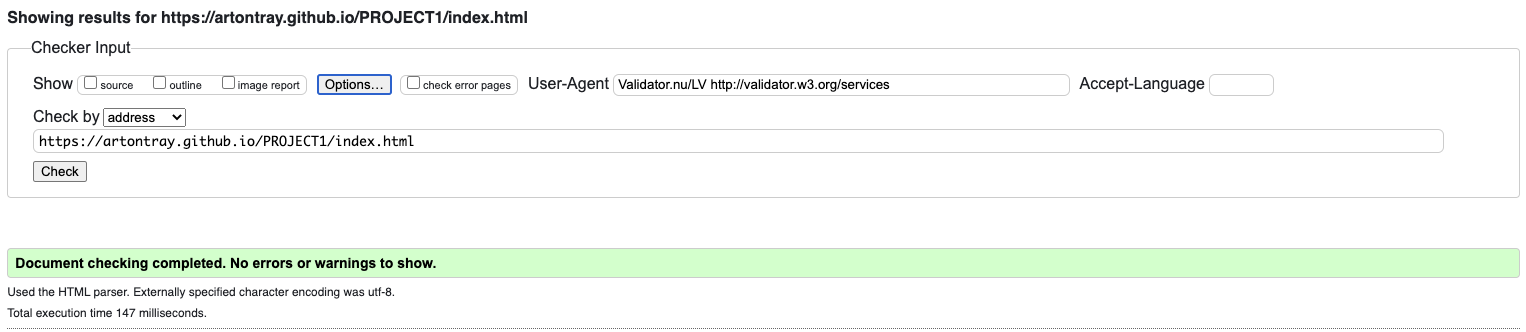 Showing results for https://artontray.github.io/PROJECT1/index.html
Checker Input
Show source outline image report Options... check error pages User-Agent Validator.nu/LV http://validator.w3.org/services Accept-Language
Check by address
https://artontray.github.io/PROJECT1/index.html
Check
Document checking completed. No errors or warnings to show.
Used the HTML parser. Externally specified character encoding was utf-8.
Total execution time 147 milliseconds.